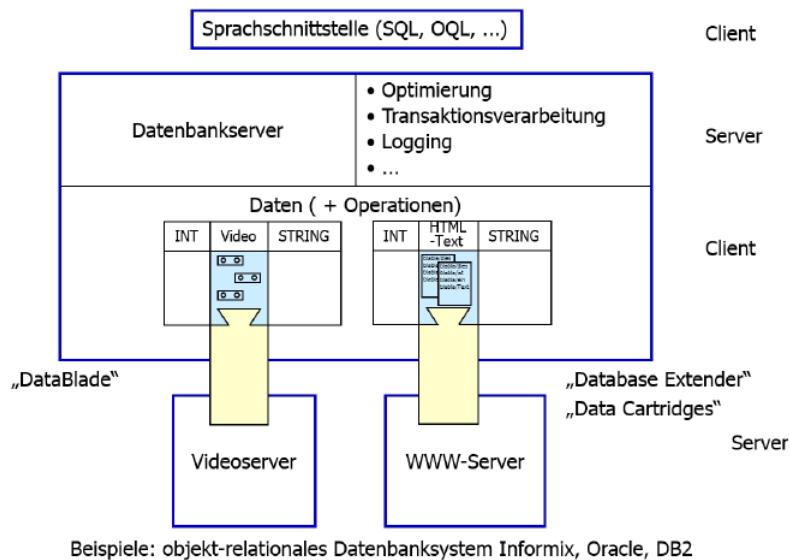 Sprachschnittstelle (SQL, OQL, ...)
Client
Datenbankserver
• Optimierung
• Transaktionsverarbeitung
• Logging
• ...
Server
Daten ( + Operationen)
INT Video STRING
INT HTML-Text STRING
Client
„DataBlade“
„Database Extender“
„Data Cartridges“
Videoserver
WWW-Server
Server
Beispiele: objekt-relationales Datenbanksystem Informix, Oracle, DB2